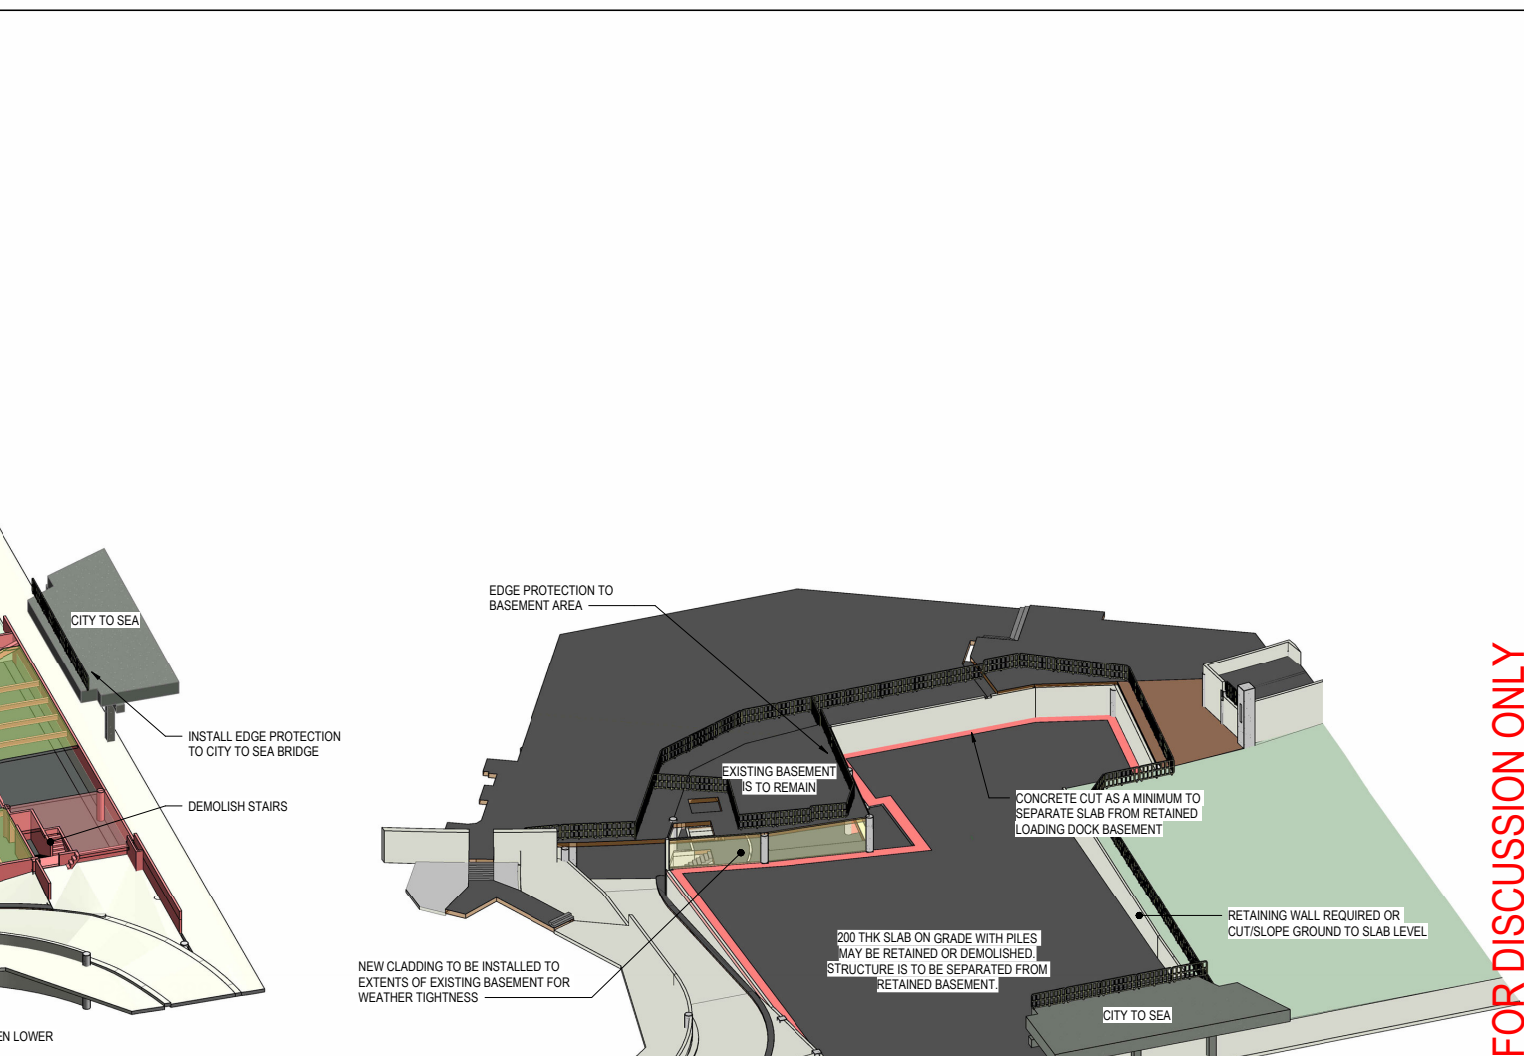 CITY TO SEA
INSTALL EDGE PROTECTION
TO CITY TO SEA BRIDGE
DEMOLISH STAIRS
EN LOWER
EDGE PROTECTION TO
BASEMENT AREA
EXISTING BASEMENT
IS TO REMAIN
CONCRETE CUT AS A MINIMUM TO
SEPARATE SLAB FROM RETAINED
LOADING DOCK BASEMENT
RETAINING WALL REQUIRED OR
CUT/SLOPE GROUND TO SLAB LEVEL
200 THK SLAB ON GRADE WITH PILES
MAY BE RETAINED OR DEMOLISHED.
STRUCTURE IS TO BE SEPARATED FROM
RETAINED BASEMENT.
NEW CLADDING TO BE INSTALLED TO
EXTENTS OF EXISTING BASEMENT FOR
WEATHER TIGHTNESS
CITY TO SEA
FOR DISCUSSION ONLY